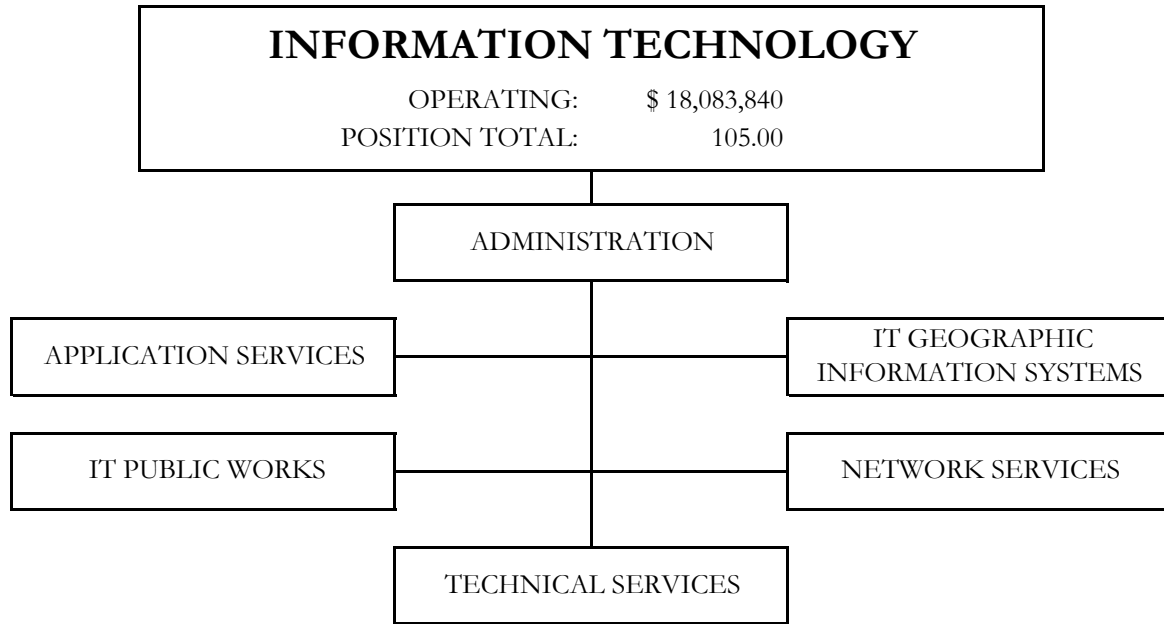 INFORMATION TECHNOLOGY
OPERATING: $ 18,083,840
POSITION TOTAL: 105.00
ADMINISTRATION
APPLICATION SERVICES
IT GEOGRAPHIC
INFORMATION SYSTEMS
IT PUBLIC WORKS
NETWORK SERVICES
TECHNICAL SERVICES